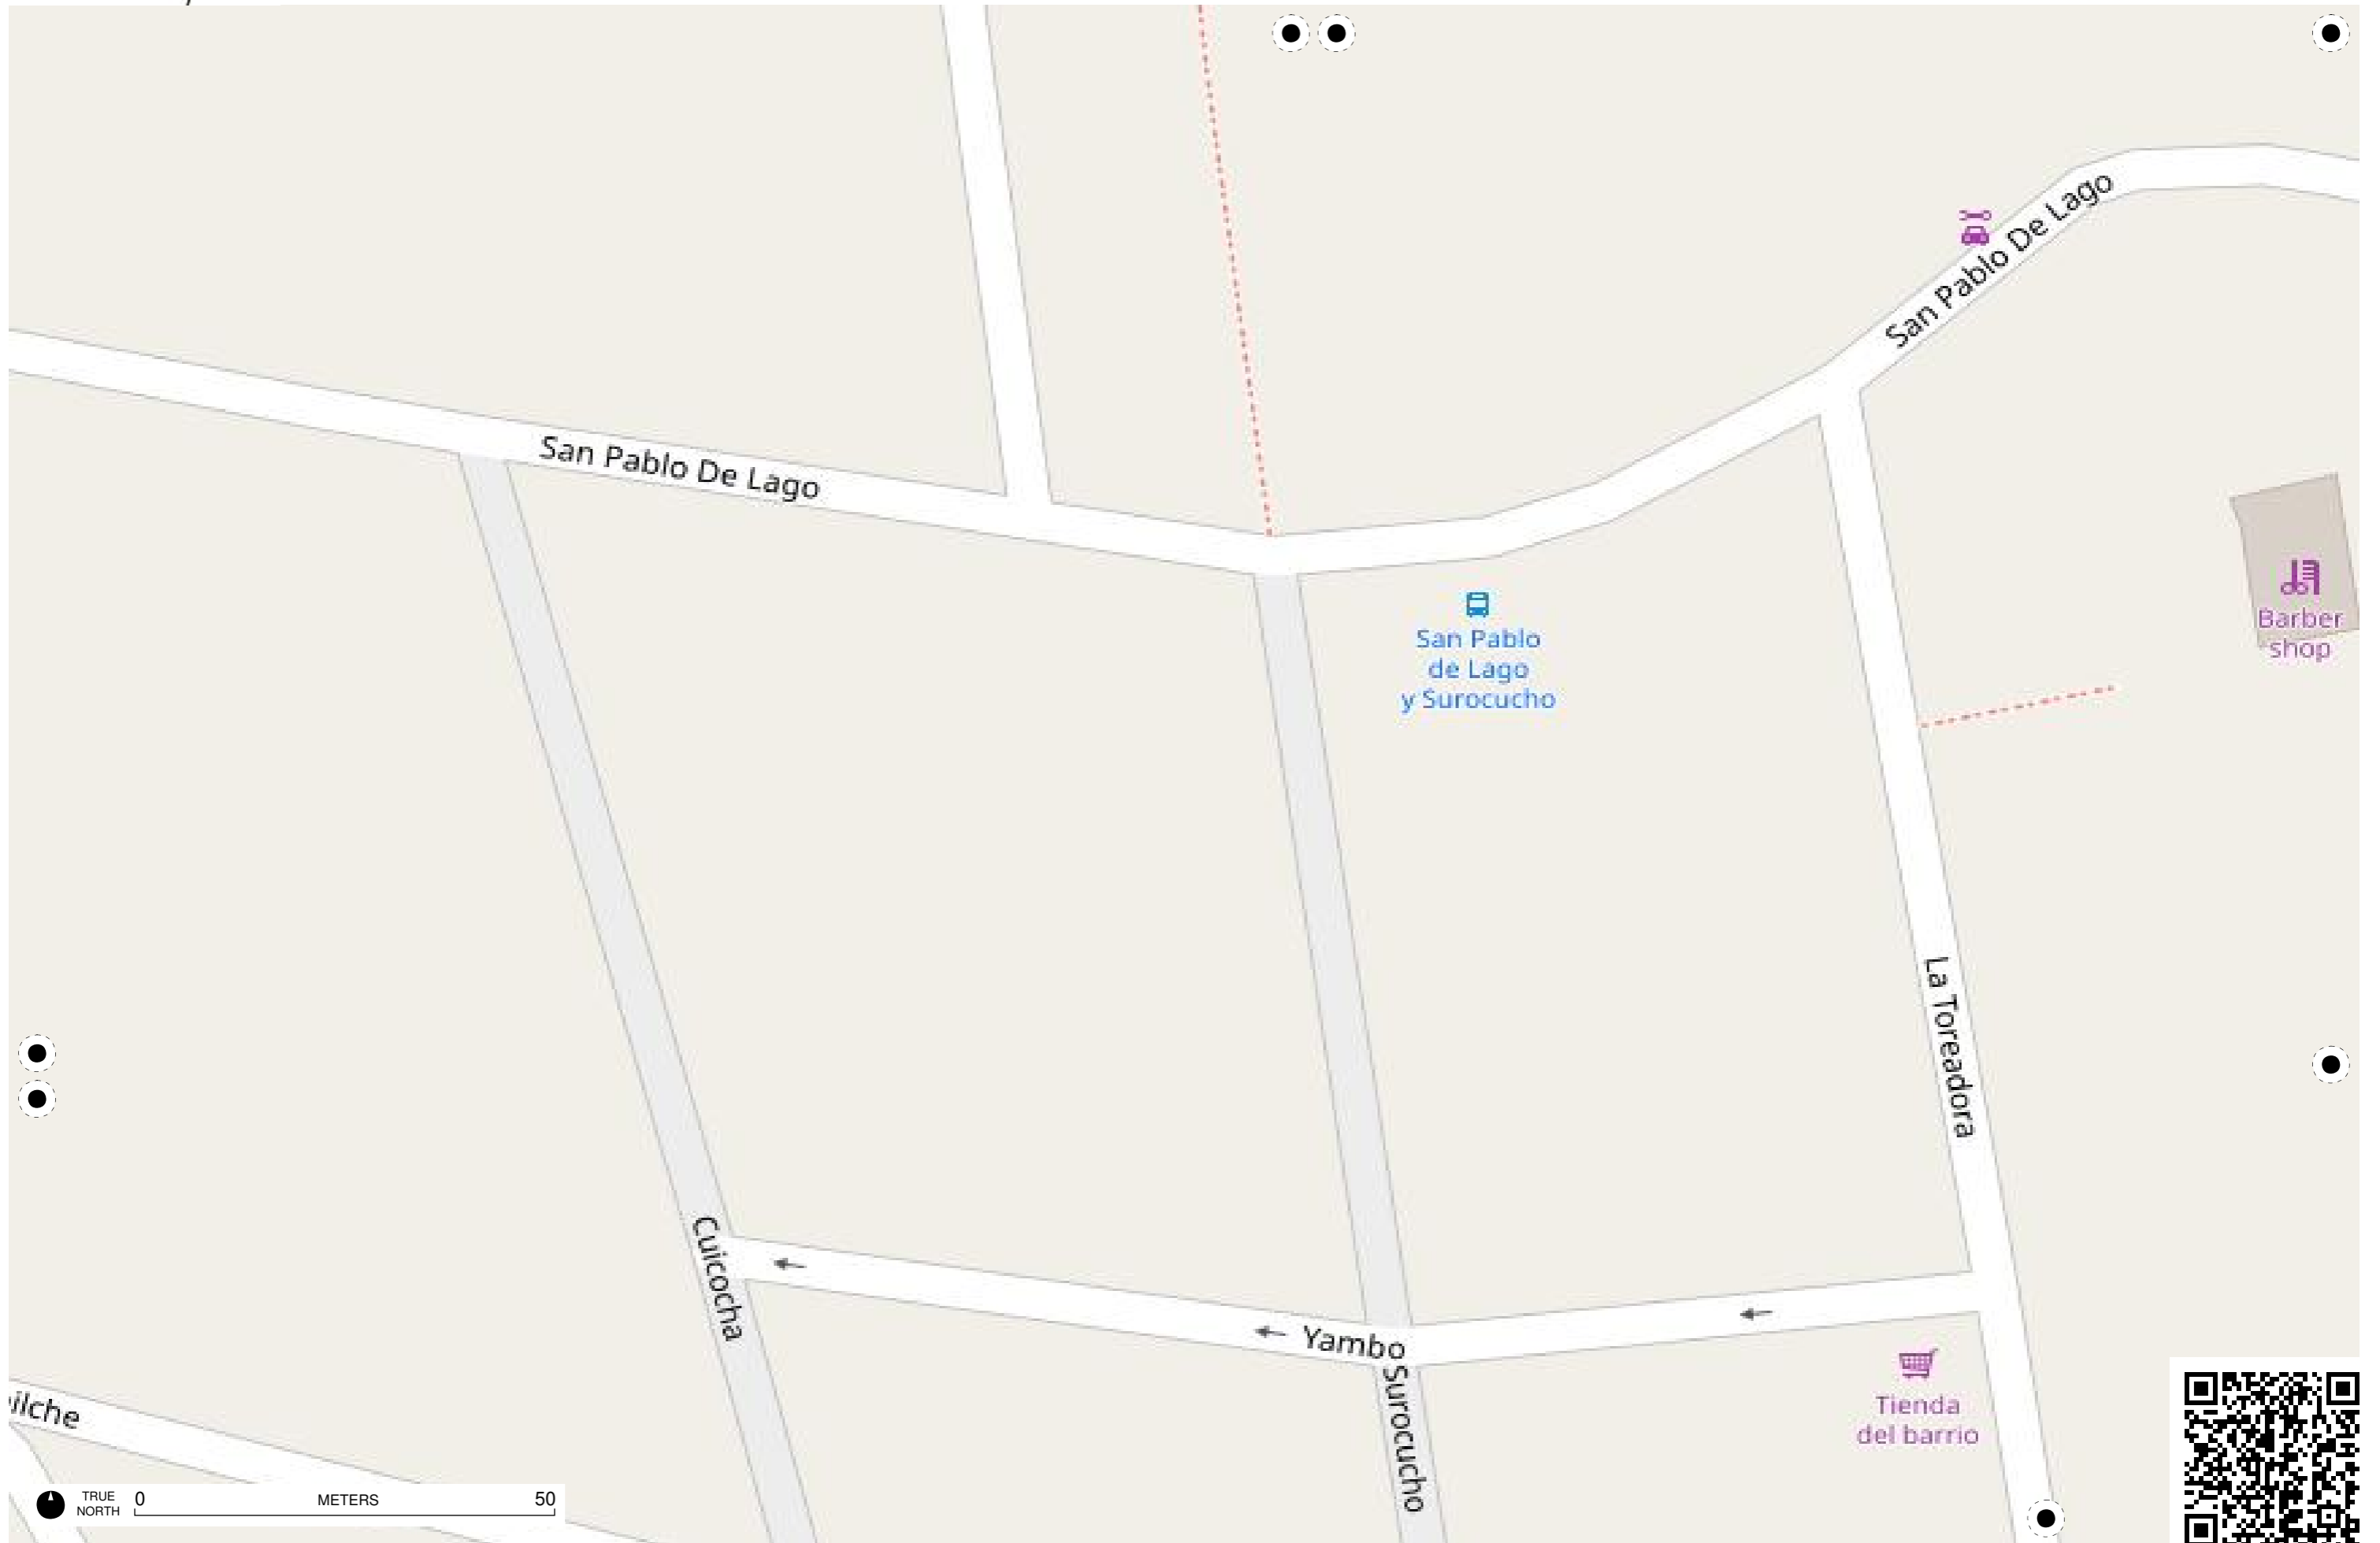 San Pablo De Lago
San Pablo De Lago
Barber
shop
San Pablo
de Lago
y Surocucho
La Toreadora
Cuicocha
Yambo
Surocucho
Tienda
del barrio
ilche
TRUE
NORTH
0 METERS 50